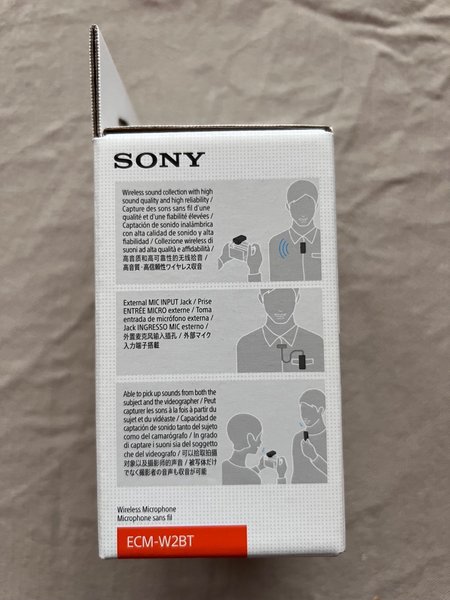 SONY
Wireless sound collection with high
sound quality and high reliability /
Capture des sons sans fil d'une
qualité et d'une fiabilité élevées /
Captación de sonido inalámbrica
con alta calidad de sonido y alta
fiabilidad / Collezione wireless di
suoni ad alta qualità e affidabilità /
高音质和高可靠性的无线拾音 /
高音質・高信頼性ワイヤレス収音
External MIC INPUT Jack / Prise
ENTRÉE MICRO externe / Toma
entrada de micrófono externa /
Jack INGRESSO MIC esterno /
外置麦克风输入插孔 / 外部マイク
入力端子搭載
Able to pick up sounds from both the
subject and the videographer / Peut
capturer les sons à la fois à partir du
sujet et du vidéaste / Capacidad de
captación de sonido tanto del sujeto
como del camarógrafo / In grado
di captare i suoni sia del soggetto
che del videografo / 可以拾取拍摄
对象以及摄影师的声音 / 被写体だけ
でなく撮影者の音声も収音が可能
Wireless Microphone
Microphone sans fil
ECM-W2BT